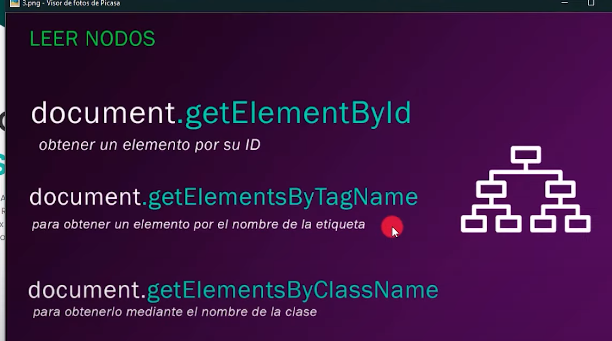 3.png - Visor de fotos de Picasa
LEER NODOS
document.getElementById
obtener un elemento por su ID
document.getElementsByTagName
para obtener un elemento por el nombre de la etiqueta
document.getElementsByClassName
para obtenerlo mediante el nombre de la clase